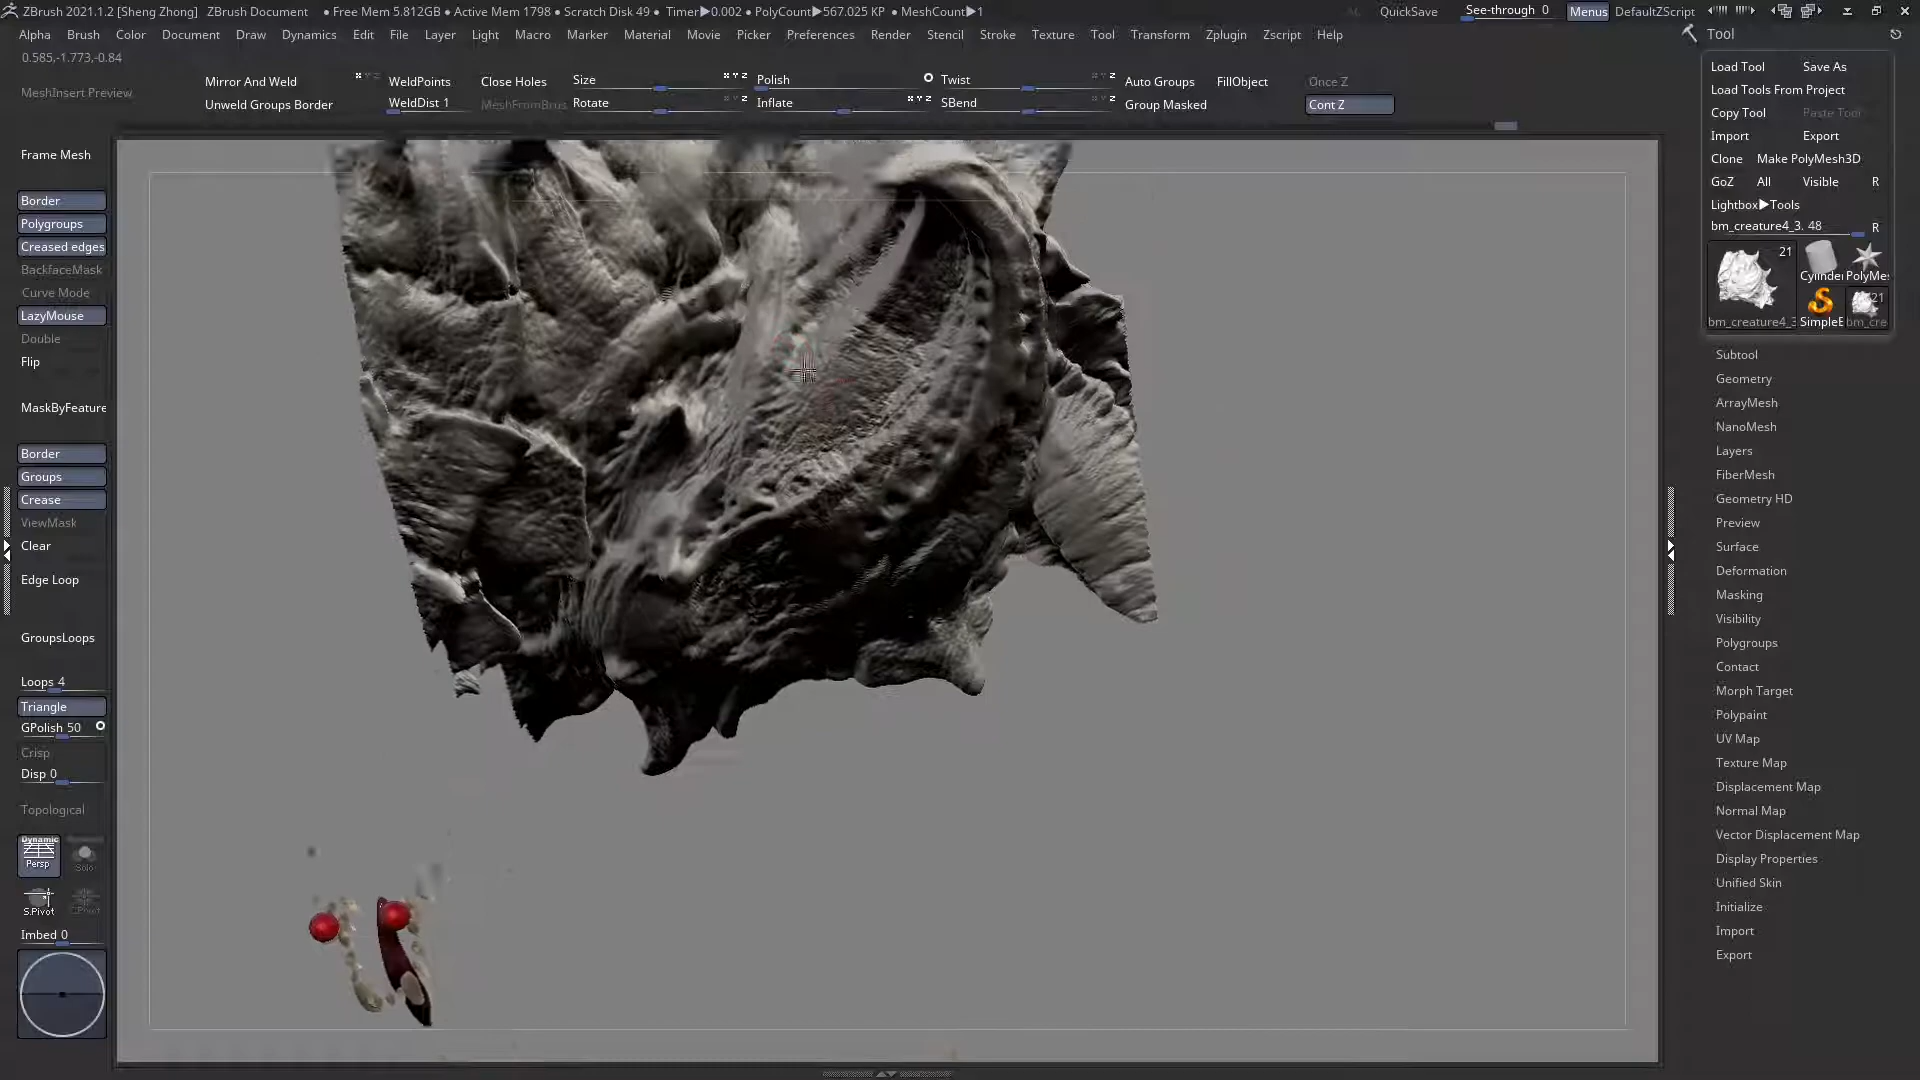 ZBrush 2021.1.2 [Sheng Zhong] ZBrush Document • Free Mem 5.812GB • Active Mem 1798 • Scratch Disk 49 • Timer▶0.002 • PolyCount▶567.025 KP • MeshCount▶1 QuickSave See-through 0 Menus DefaultZScript
Alpha Brush Color Document Draw Dynamics Edit File Layer Light Macro Marker Material Movie Picker Preferences Render Stencil Stroke Texture Tool Transform Zplugin Zscript Help
0.585,-1.773,-0.84
MeshInsert Preview
Mirror And Weld WeldPoints Close Holes Size Polish Twist Auto Groups FillObject Once Z
Unweld Groups Border WeldDist 1 MeshFromBrus Rotate Inflate SBend Group Masked Cont Z
Frame Mesh
Border
Polygroups
Creased edges
BackfaceMask
Curve Mode
LazyMouse
Double
Flip
MaskByFeature
Border
Groups
Crease
ViewMask
Clear
Edge Loop
GroupsLoops
Loops 4
Triangle
GPolish 50
Crisp
Disp 0
Topological
Dynamic
Persp Solo
S.Pivot
Imbed 0
Tool
Load Tool Save As
Load Tools From Project
Copy Tool Paste Tool
Import Export
Clone Make PolyMesh3D
GoZ All Visible R
Lightbox▶Tools
bm_creature4_3. 48 R
21
Cylinder PolyMes
21
bm_creature4_3 SimpleE bm_cre
Subtool
Geometry
ArrayMesh
NanoMesh
Layers
FiberMesh
Geometry HD
Preview
Surface
Deformation
Masking
Visibility
Polygroups
Contact
Morph Target
Polypaint
UV Map
Texture Map
Displacement Map
Normal Map
Vector Displacement Map
Display Properties
Unified Skin
Initialize
Import
Export